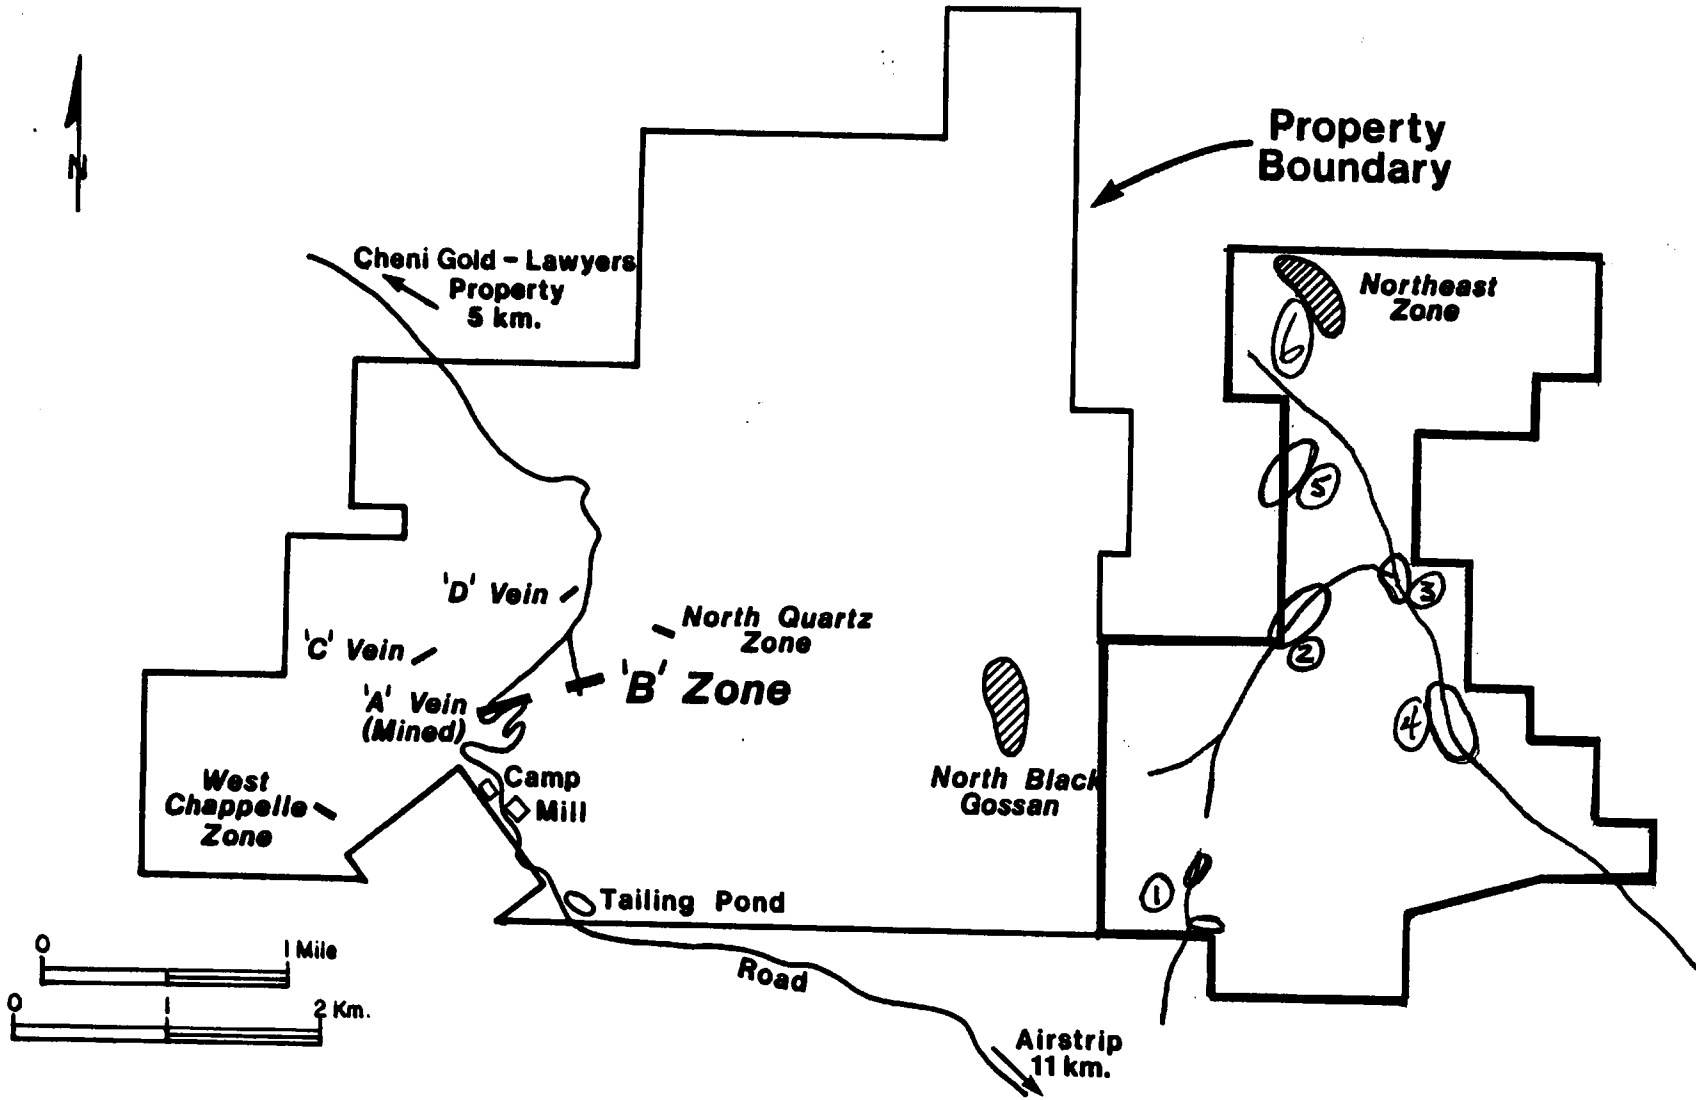 N
Property
Boundary
Cheni Gold - Lawyers
Property
5 km.
Northeast
Zone
6
5
3
2
4
1
'D' Vein
North Quartz
Zone
'C' Vein
'B' Zone
'A' Vein
(Mined)
North Black
Gossan
West
Chappelle
Zone
Camp
Mill
Tailing Pond
Road
Airstrip
11 km.
0 1 Mile
0 1 2 Km.